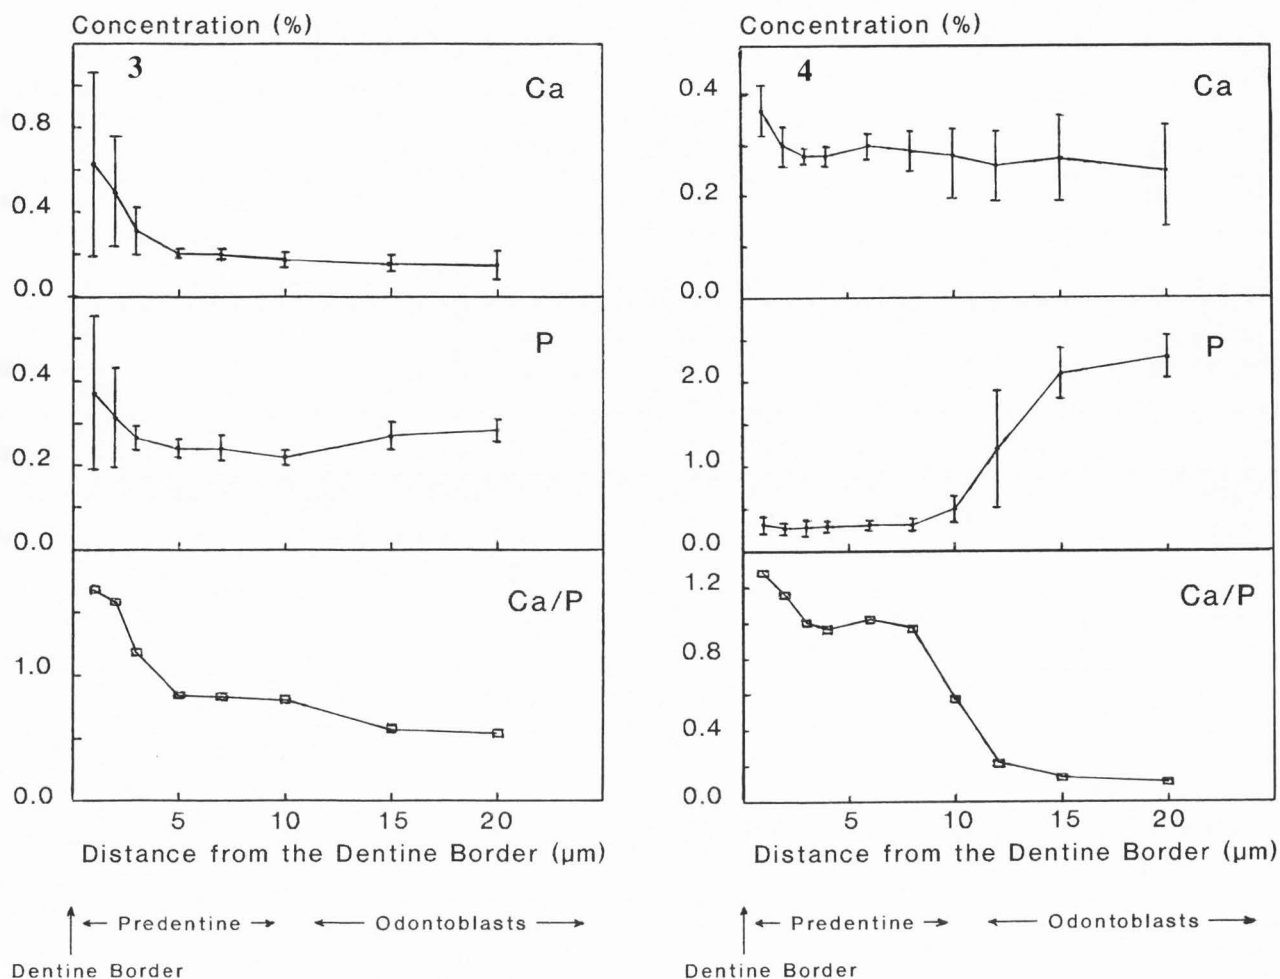 Concentration (%)
3
Ca
0.8
0.4
0.0
P
0.4
0.2
0.0
Ca/P
1.0
0.0
5 10 15 20
Distance from the Dentine Border (µm)
Predentine Odontoblasts
Dentine Border
Concentration (%)
4
Ca
0.4
0.2
0.0
P
2.0
1.0
0.0
Ca/P
1.2
0.8
0.4
0.0
5 10 15 20
Distance from the Dentine Border (µm)
Predentine Odontoblasts
Dentine Border